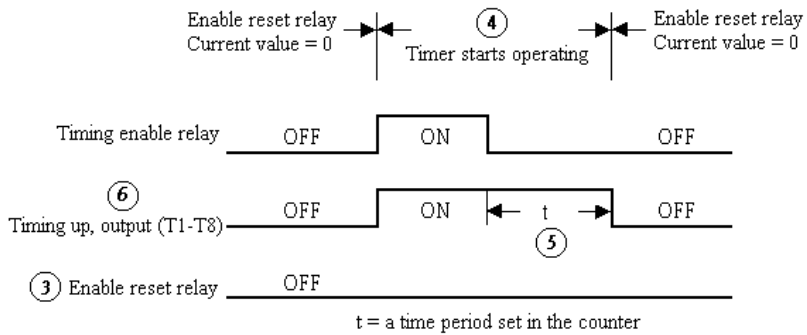 Enable reset relay
Current value = 0
4
Timer starts operating
Enable reset relay
Current value = 0
Timing enable relay OFF ON OFF
6
Timing up, output (T1-T8) OFF ON t OFF
5
3 Enable reset relay OFF
t = a time period set in the counter